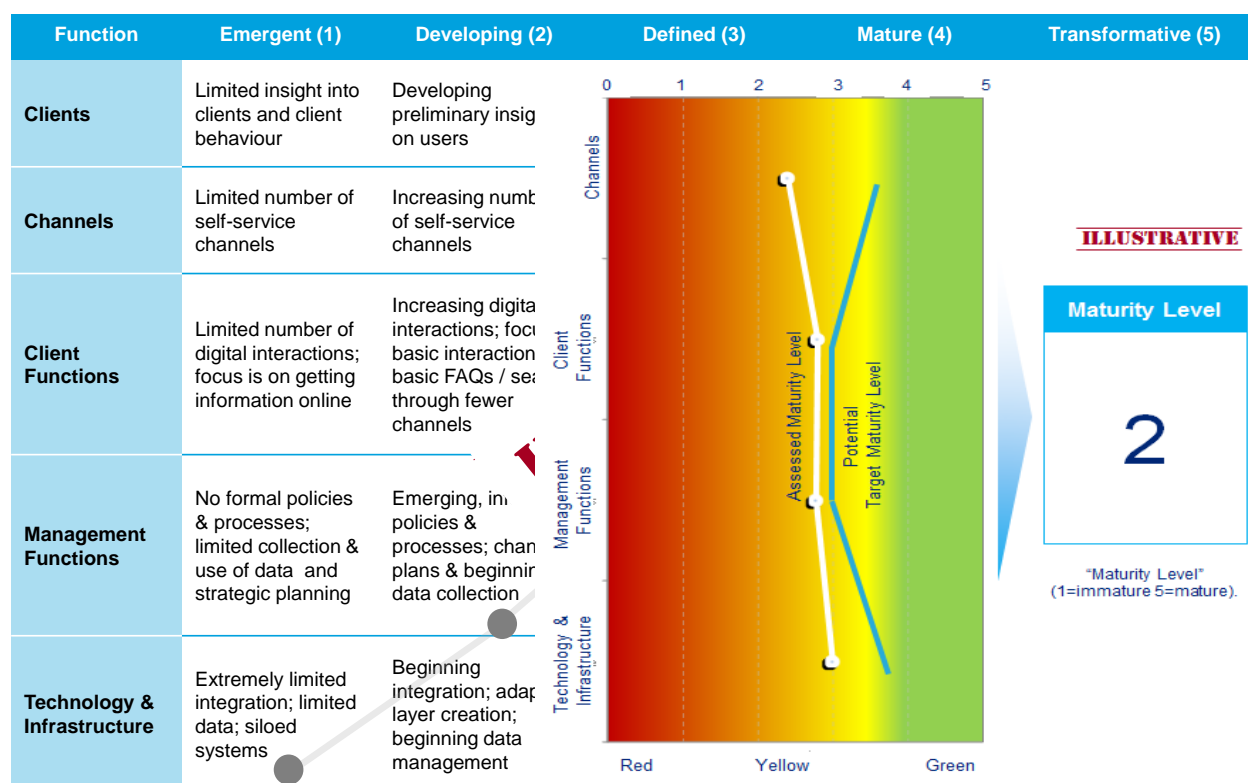 Function Emergent (1) Developing (2) Defined (3) Mature (4) Transformative (5)
Clients
Limited insight into
clients and client
behaviour
Developing
preliminary insig
on users
Channels
Limited number of
self-service
channels
Increasing numb
of self-service
channels
Client
Functions
Limited number of
digital interactions;
focus is on getting
information online
Increasing digita
interactions; focu
basic interaction
basic FAQs / sea
through fewer
channels
Management
Functions
No formal policies
& processes;
limited collection &
use of data and
strategic planning
Emerging, in
policies &
processes; chan
plans & beginnin
data collection
Technology &
Infrastructure
Extremely limited
integration; limited
data; siloed
systems
Beginning
integration; adap
layer creation;
beginning data
management
0 1 2 3 4 5
Channels
Client
Functions
Management
Functions
Technology &
Infrastructure
Assessed Maturity Level
Potential
Target Maturity Level
Red Yellow Green
ILLUSTRATIVE
Maturity Level
2
“Maturity Level”
(1=immature 5=mature).